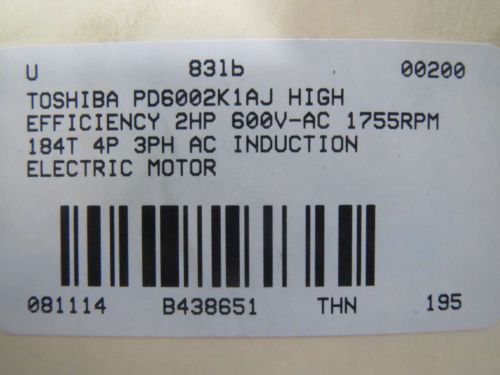 U 83lb 00200
TOSHIBA PD6002K1AJ HIGH
EFFICIENCY 2HP 600V-AC 1755RPM
184T 4P 3PH AC INDUCTION
ELECTRIC MOTOR
081114 B438651 THN 195